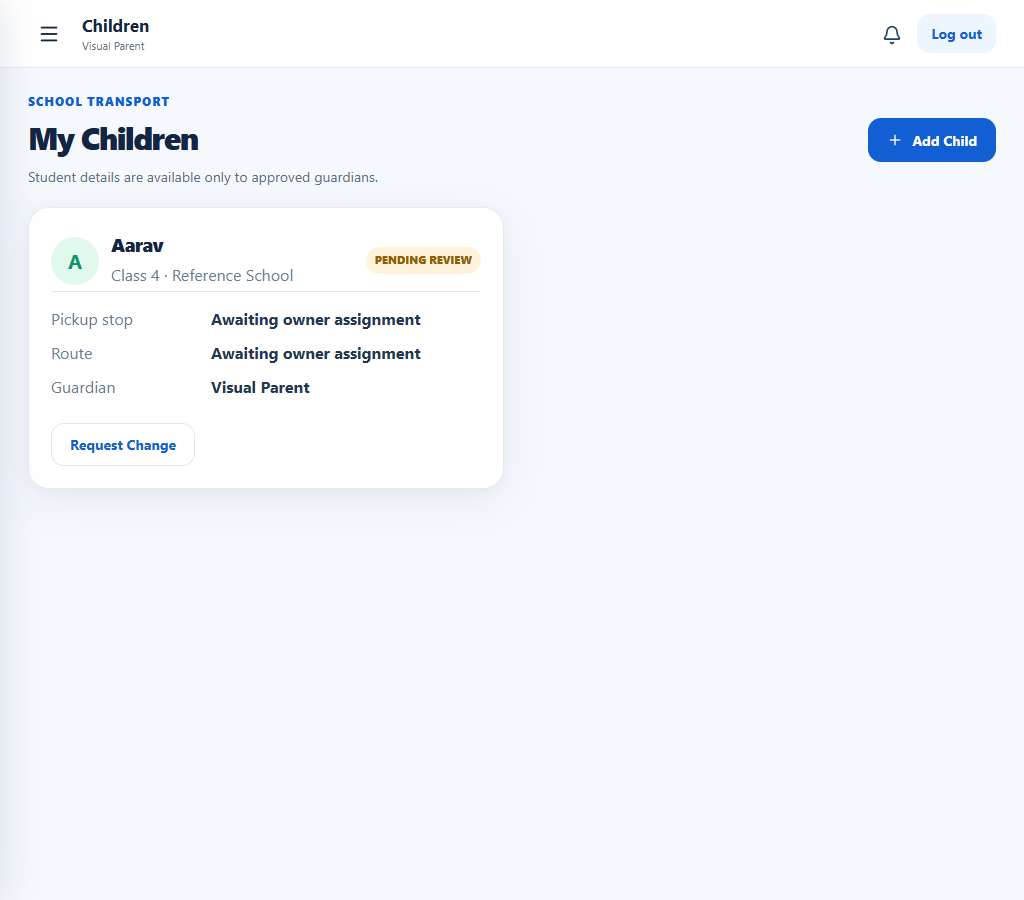 Children
Visual Parent
Log out
SCHOOL TRANSPORT
My Children
Student details are available only to approved guardians.
+ Add Child
A
Aarav
Class 4 · Reference School
PENDING REVIEW
Pickup stop Awaiting owner assignment
Route Awaiting owner assignment
Guardian Visual Parent
Request Change